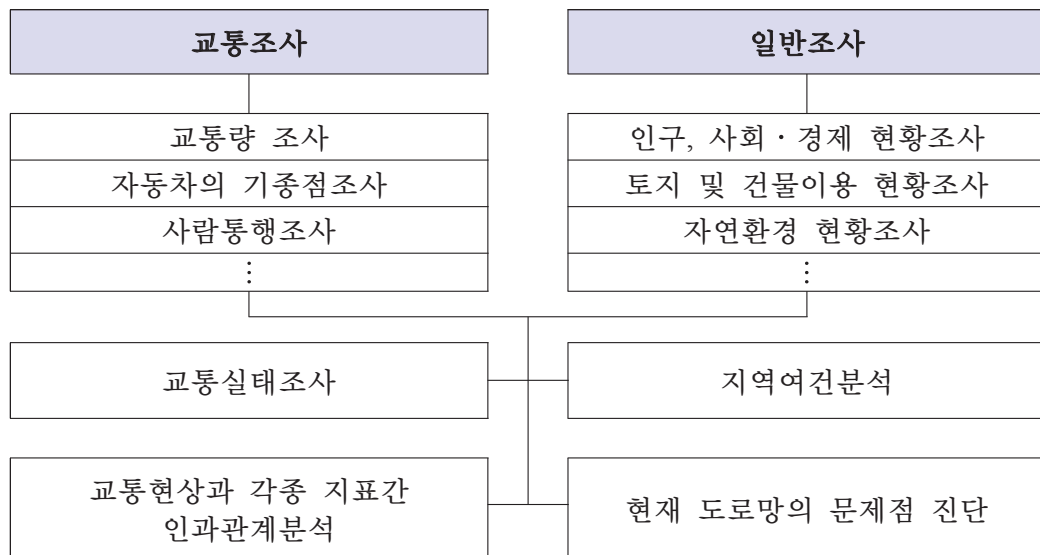 교통조사
일반조사
교통량 조사
자동차의 기종점조사
사람통행조사
⋮
인구, 사회·경제 현황조사
토지 및 건물이용 현황조사
자연환경 현황조사
⋮
교통실태조사
지역여건분석
교통현상과 각종 지표간
인과관계분석
현재 도로망의 문제점 진단